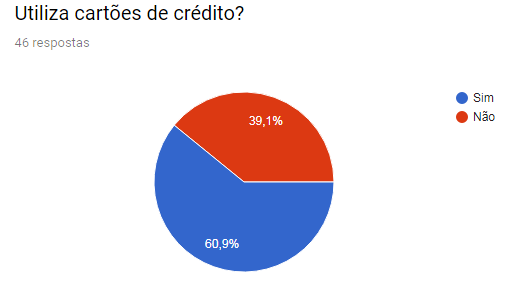 Utiliza cartões de crédito?
46 respostas
Sim
Não
39,1%
60,9%